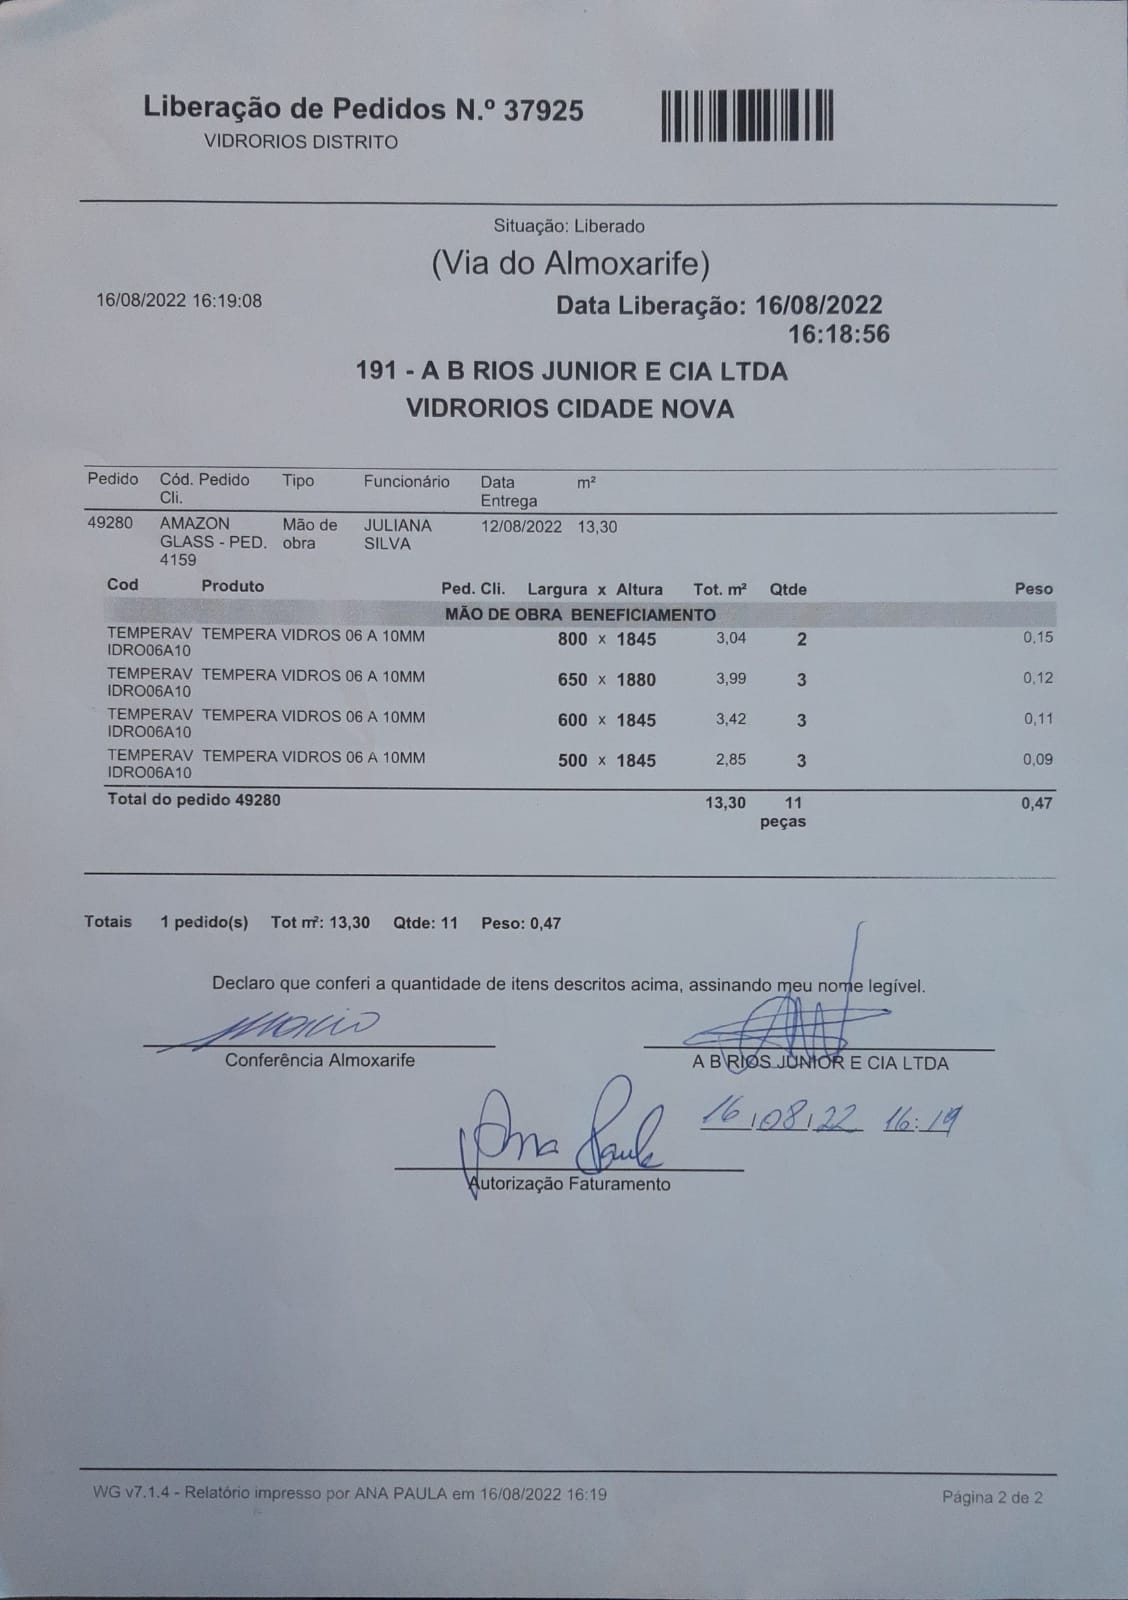 Liberação de Pedidos N.º 37925
VIDRORIOS DISTRITO
Situação: Liberado
(Via do Almoxarife)
16/08/2022 16:19:08
Data Liberação: 16/08/2022
16:18:56
191 - A B RIOS JUNIOR E CIA LTDA
VIDRORIOS CIDADE NOVA
Pedido Cód. Pedido Tipo Funcionário Data m²
Cli. Entrega
49280 AMAZON Mão de JULIANA 12/08/2022 13,30
GLASS - PED. obra SILVA
4159
Cod Produto Ped. Cli. Largura x Altura Tot. m² Qtde Peso
MÃO DE OBRA BENEFICIAMENTO
TEMPERAV TEMPERA VIDROS 06 A 10MM 800 x 1845 3,04 2 0,15
IDRO06A10
TEMPERAV TEMPERA VIDROS 06 A 10MM 650 x 1880 3,99 3 0,12
IDRO06A10
TEMPERAV TEMPERA VIDROS 06 A 10MM 600 x 1845 3,42 3 0,11
IDRO06A10
TEMPERAV TEMPERA VIDROS 06 A 10MM 500 x 1845 2,85 3 0,09
IDRO06A10
Total do pedido 49280 13,30 11 0,47
peças
Totais 1 pedido(s) Tot m²: 13,30 Qtde: 11 Peso: 0,47
Declaro que conferi a quantidade de itens descritos acima, assinando meu nome legível.
Conferência Almoxarife
A B RIOS JUNIOR E CIA LTDA
16/08/22 16:19
Ana Paula
Autorização Faturamento
WG v7.1.4 - Relatório impresso por ANA PAULA em 16/08/2022 16:19
Página 2 de 2